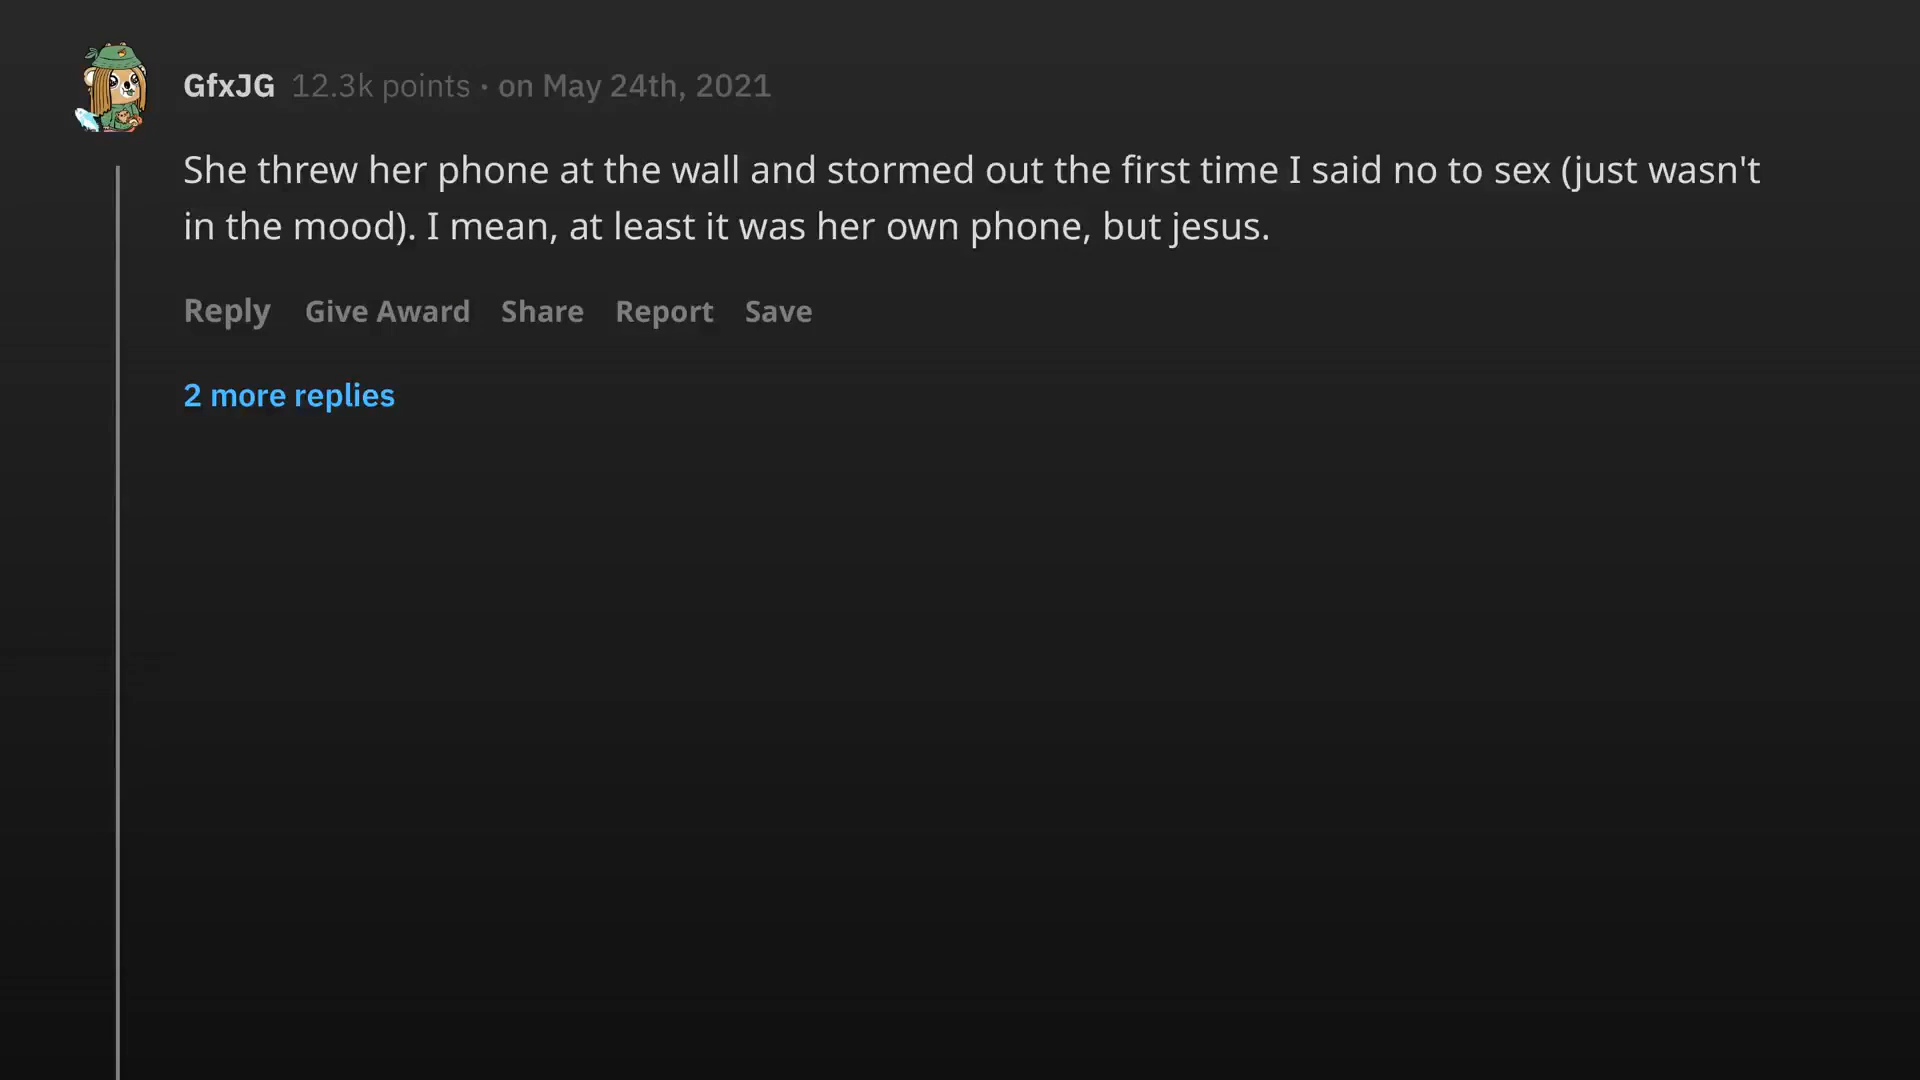 GfxJG 12.3k points • on May 24th, 2021
She threw her phone at the wall and stormed out the first time I said no to sex (just wasn't
in the mood). I mean, at least it was her own phone, but jesus.
Reply Give Award Share Report Save
2 more replies